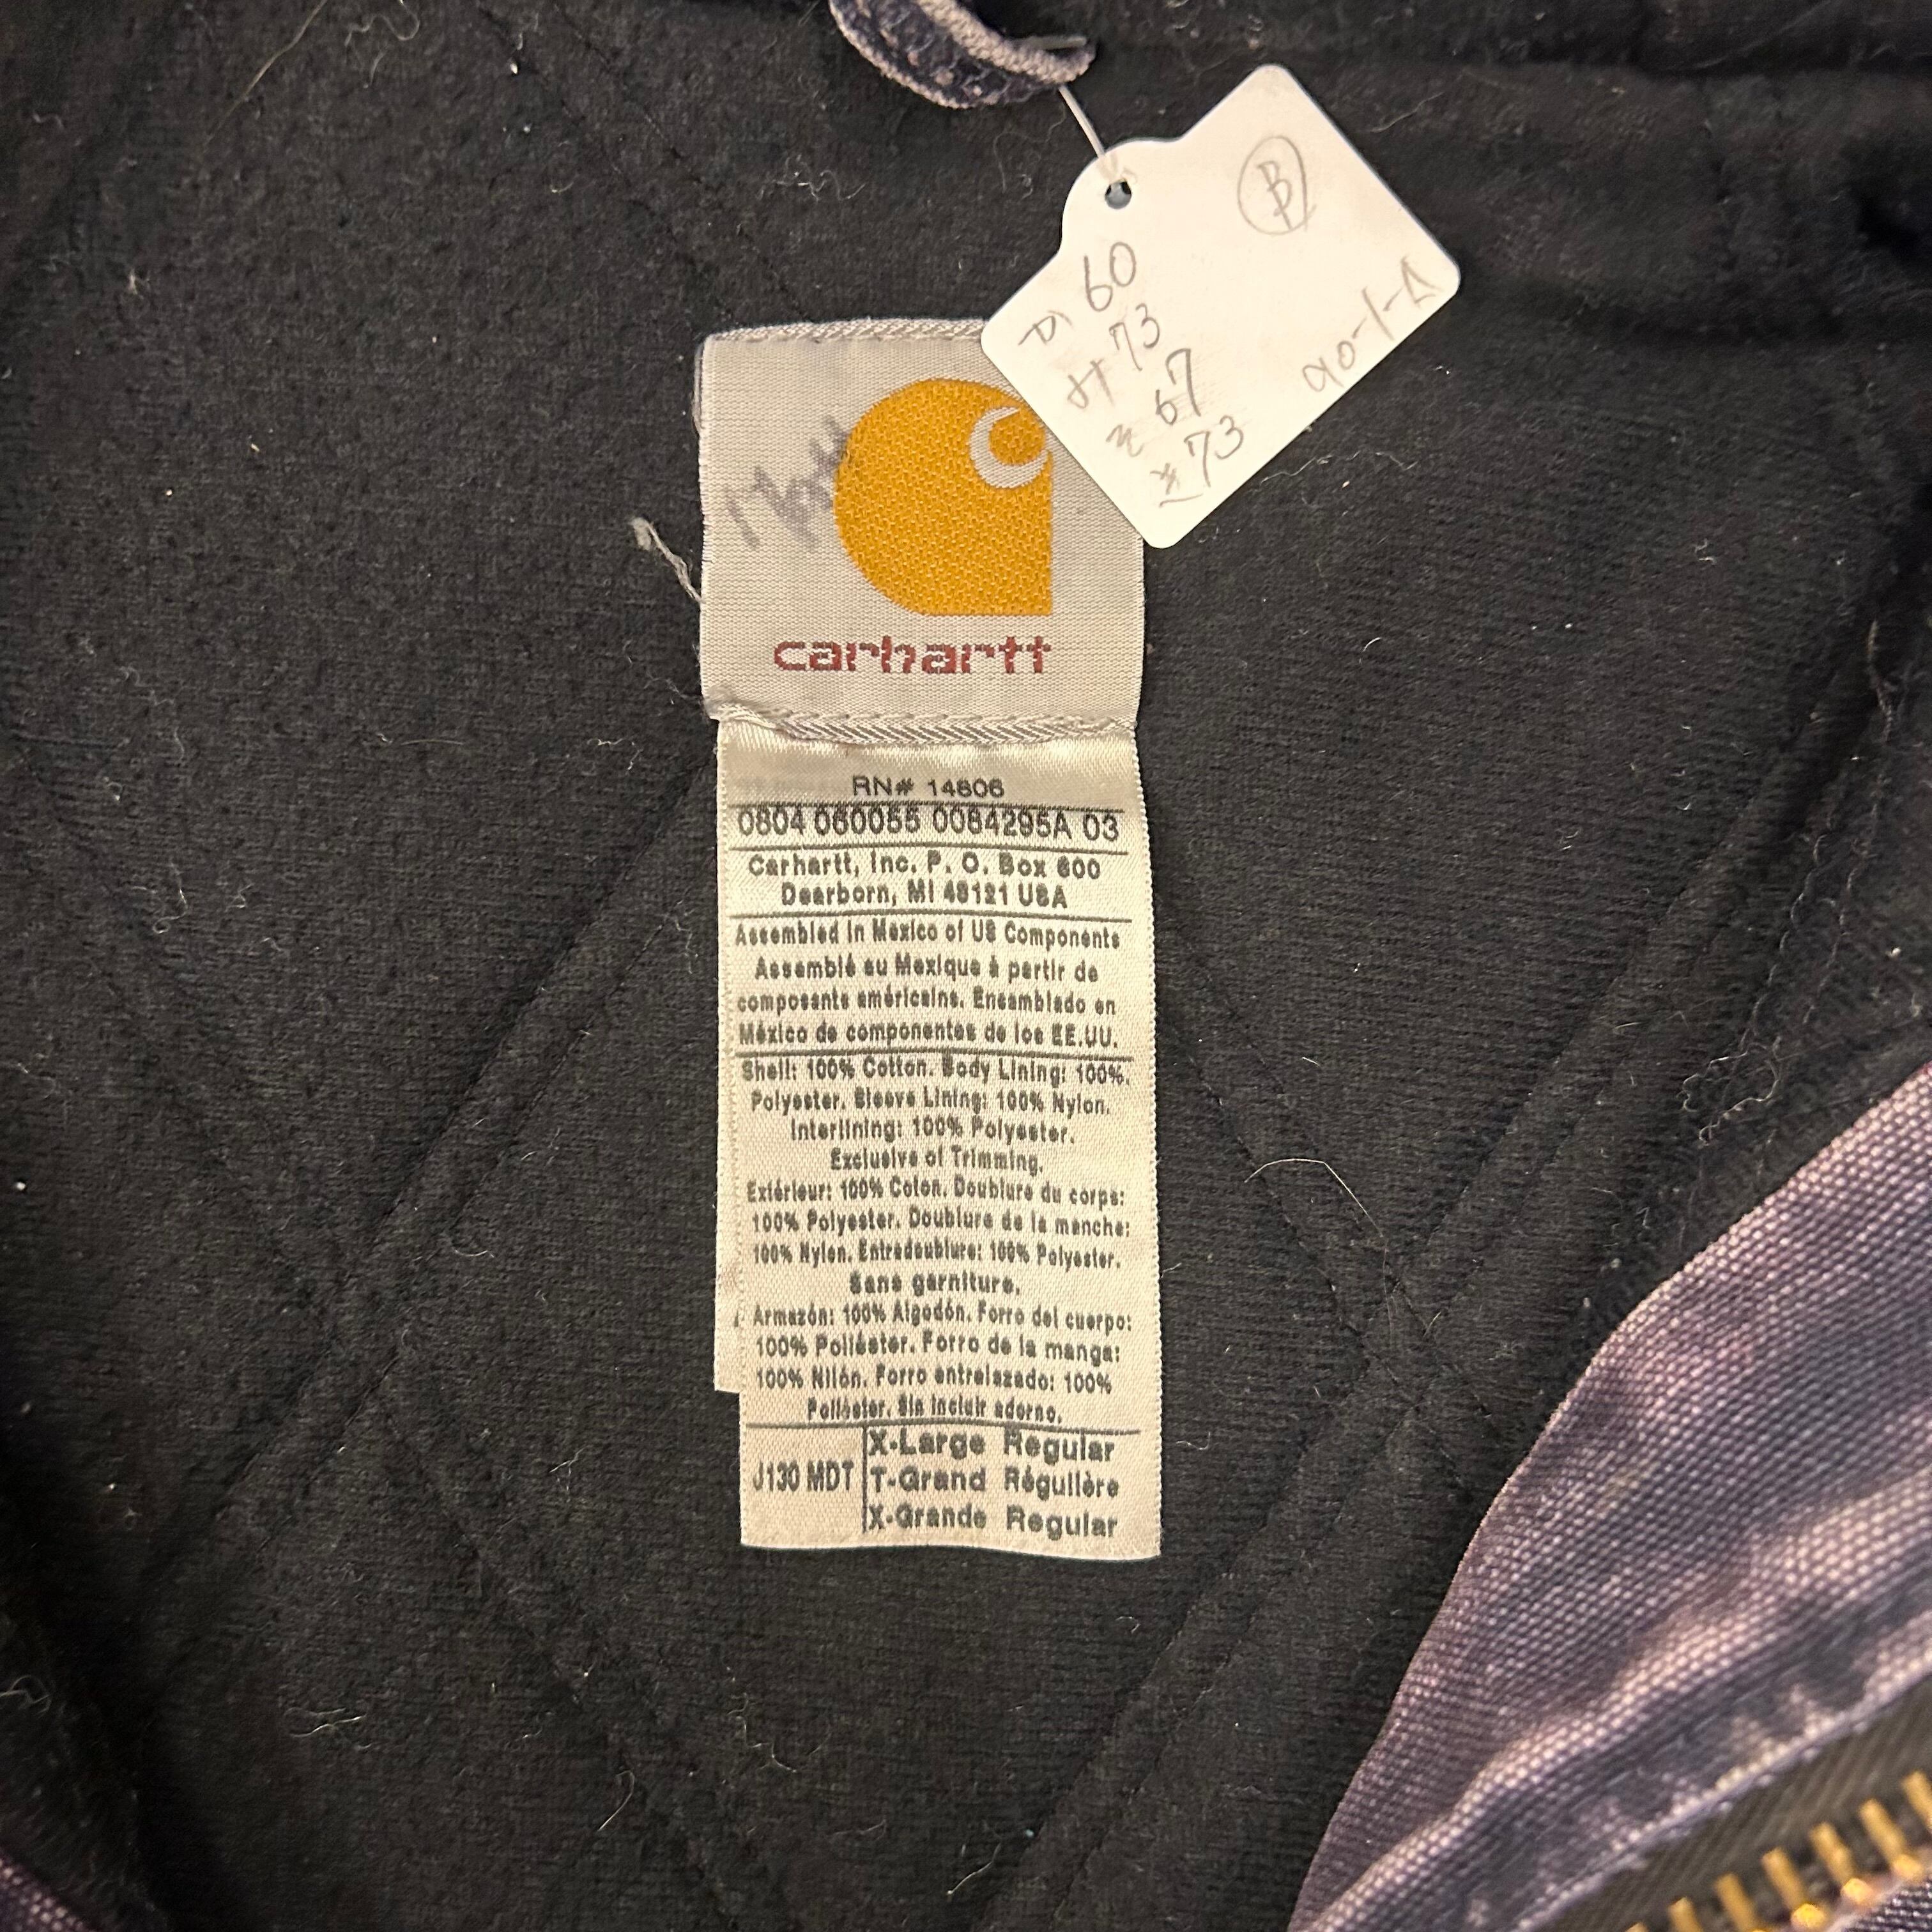 B
60
73
67
73
90-1-A
carhartt
RN# 14806
0804 060055 0084295A 03
Carhartt, Inc. P. O. Box 600
Dearborn, MI 48121 USA
Assembled in Mexico of US Components
Assemblé au Mexique à partir de
composants américains. Ensamblado en
México de componentes de los EE.UU.
Shell: 100% Cotton. Body Lining: 100%.
Polyester. Sleeve Lining: 100% Nylon.
Interlining: 100% Polyester.
Exclusive of Trimming.
Extérieur: 100% Coton. Doublure du corps:
100% Polyester. Doublure de la manche:
100% Nylon. Entredoublure: 100% Polyester.
Sans garniture.
Armazón: 100% Algodón. Forro del cuerpo:
100% Poliéster. Forro de la manga:
100% Nilón. Forro entrelazado: 100%
Poliéster. Sin incluir adorno.
J130 MDT
X-Large Regular
T-Grand Régulière
X-Grande Regular